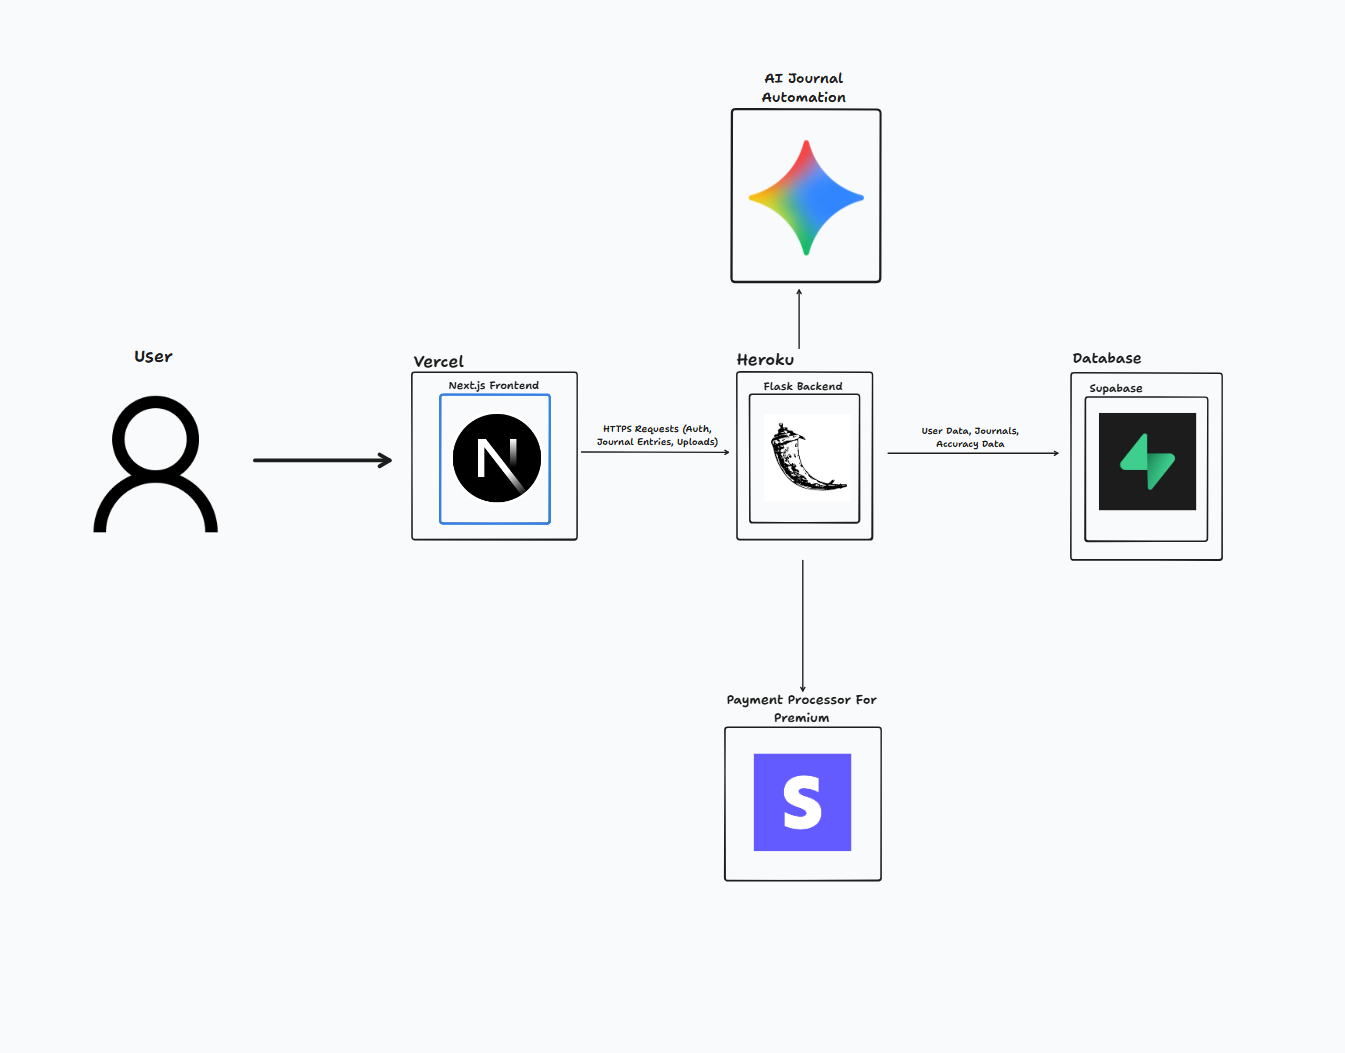 AI Journal
Automation
User
Vercel
Next.js Frontend
N
HTTPS Requests (Auth,
Journal Entries, Uploads)
Heroku
Flask Backend
User Data, Journals,
Accuracy Data
Database
Supabase
Payment Processor For
Premium
S